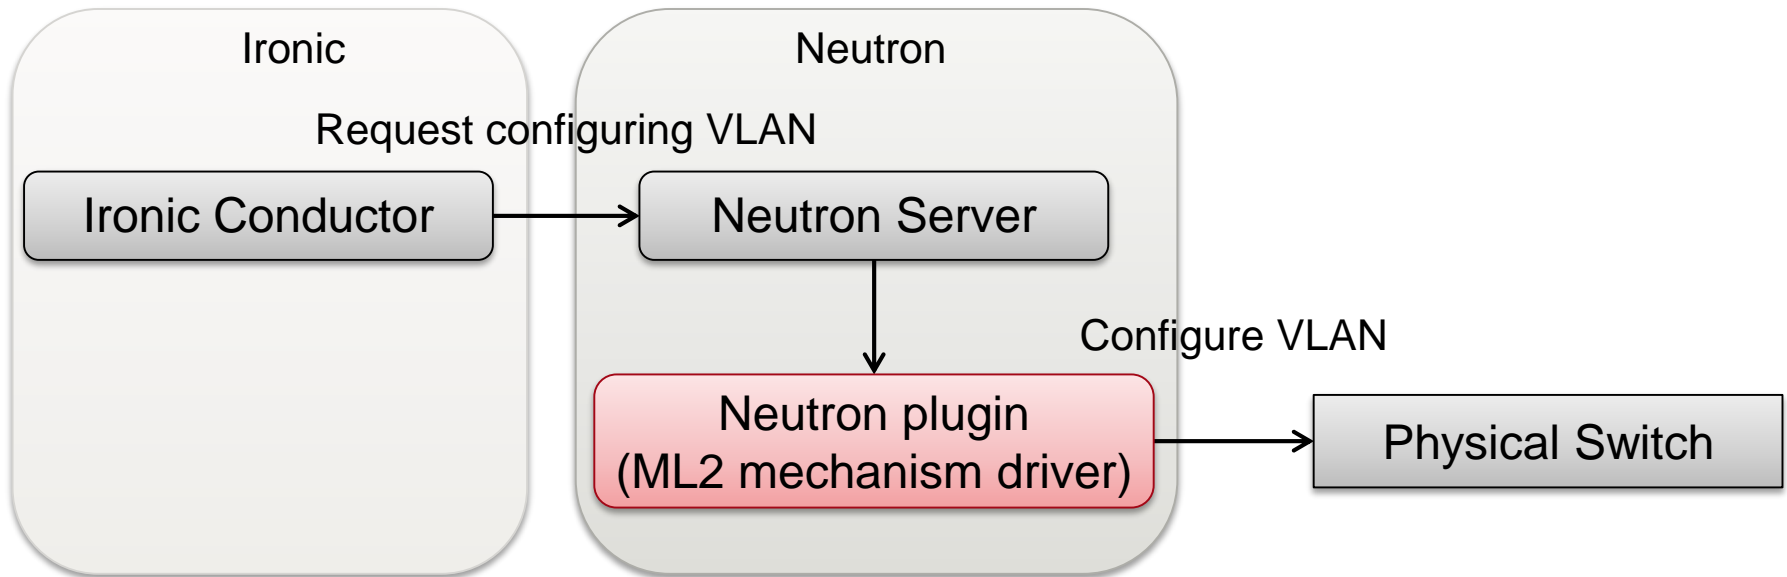 Ironic
Neutron
Request configuring VLAN
Ironic Conductor
Neutron Server
Configure VLAN
Neutron plugin
(ML2 mechanism driver)
Physical Switch